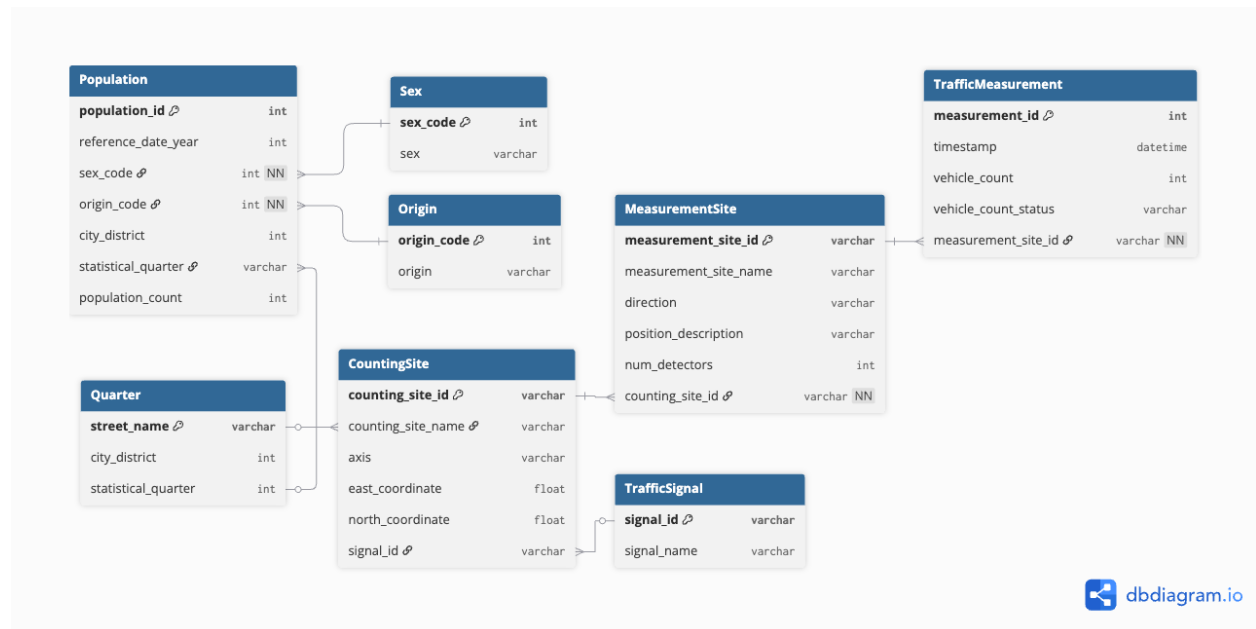 Population
population_id int
reference_date_year int
sex_code int NN
origin_code int NN
city_district int
statistical_quarter varchar
population_count int
Sex
sex_code int
sex varchar
Origin
origin_code int
origin varchar
Quarter
street_name varchar
city_district int
statistical_quarter int
CountingSite
counting_site_id varchar
counting_site_name varchar
axis varchar
east_coordinate float
north_coordinate float
signal_id varchar
MeasurementSite
measurement_site_id varchar
measurement_site_name varchar
direction varchar
position_description varchar
num_detectors int
counting_site_id varchar NN
TrafficSignal
signal_id varchar
signal_name varchar
TrafficMeasurement
measurement_id int
timestamp datetime
vehicle_count int
vehicle_count_status varchar
measurement_site_id varchar NN
dbdiagram.io